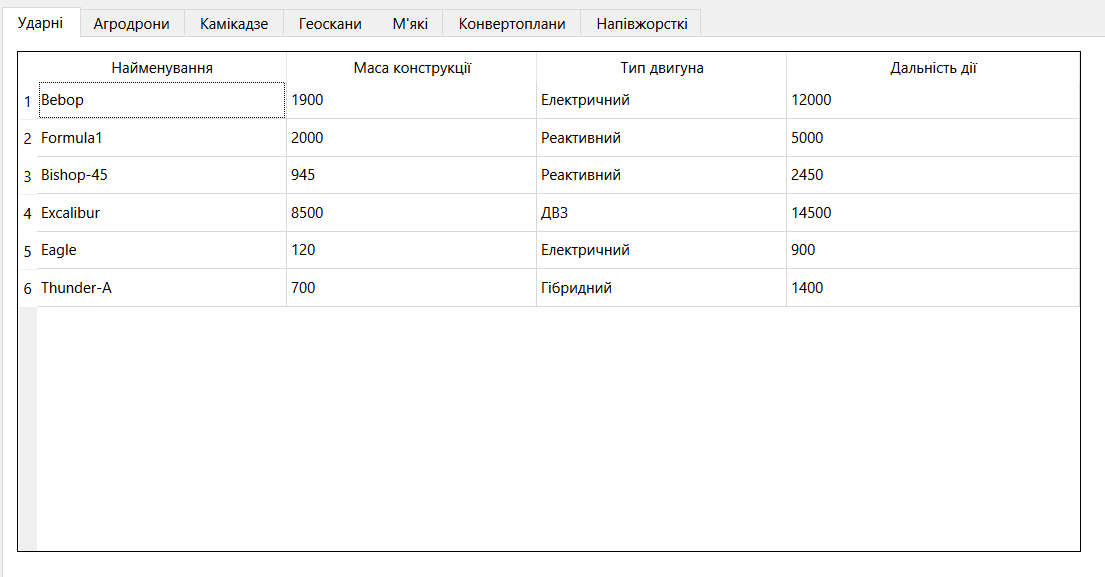 Ударні Агродрони Камікадзе Геоскани М'які Конвертоплани Напівжорсткі
Найменування Маса конструкції Тип двигуна Дальність дії
1 Bebop 1900 Електричний 12000
2 Formula1 2000 Реактивний 5000
3 Bishop-45 945 Реактивний 2450
4 Excalibur 8500 ДВЗ 14500
5 Eagle 120 Електричний 900
6 Thunder-A 700 Гібридний 1400